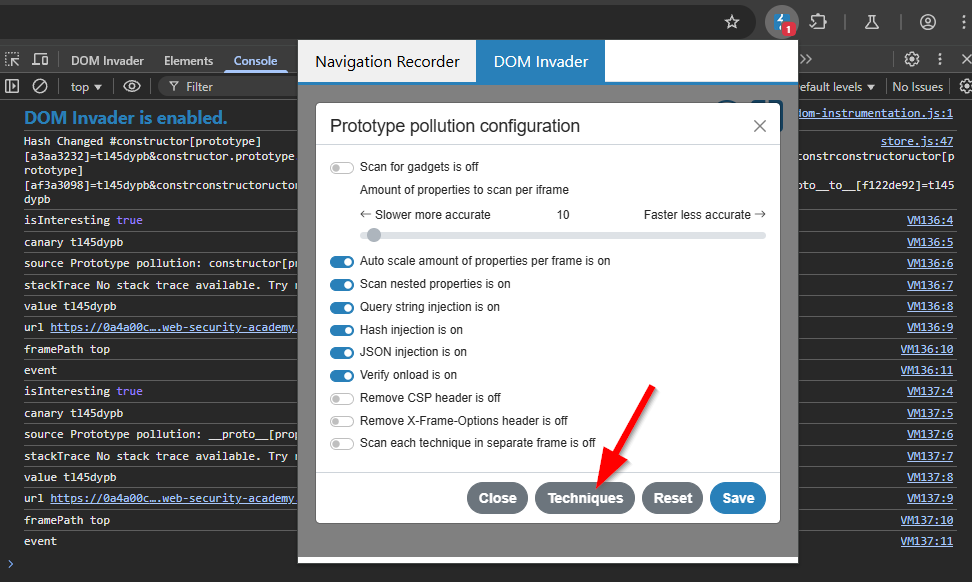 1
DOM Invader
Elements
Console
Navigation Recorder
DOM Invader
top
Filter
efault levels
No Issues
DOM Invader is enabled.
om-instrumentation.js:1
Hash Changed #constructor[prototype]
store.js:47
[a3aa3232]=tl45dypb&constructor.prototype
constrconstructoructor[p
rototype]
[af3a3098]=tl45dypb&constrconstructoructor
oto__to__[f122de92]=tl45
dypb
isInteresting true
VM136:4
canary tl45dypb
VM136:5
source Prototype pollution: constructor[p
VM136:6
stackTrace No stack trace available. Try
VM136:7
value tl45dypb
VM136:8
url https://0a4a00c….web-security-academy
VM136:9
framePath top
VM136:10
event
VM136:11
isInteresting true
VM137:4
canary tl45dypb
VM137:5
source Prototype pollution: __proto__[prop
VM137:6
stackTrace No stack trace available. Try
VM137:7
value tl45dypb
VM137:8
url https://0a4a00c….web-security-academy
VM137:9
framePath top
VM137:10
event
VM137:11
Prototype pollution configuration
Scan for gadgets is off
Amount of properties to scan per iframe
← Slower more accurate
10
Faster less accurate →
Auto scale amount of properties per frame is on
Scan nested properties is on
Query string injection is on
Hash injection is on
JSON injection is on
Verify onload is on
Remove CSP header is off
Remove X-Frame-Options header is off
Scan each technique in separate frame is off
Close
Techniques
Reset
Save